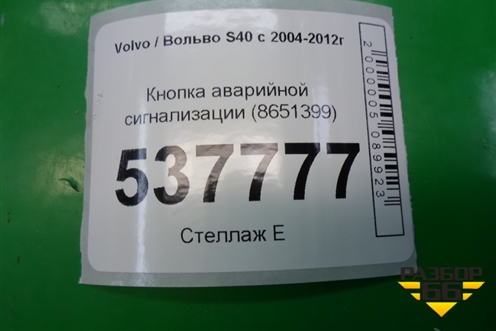 Volvo / Вольво S40 с 2004-2012г
Кнопка аварийной
сигнализации (8651399)
537777
Стеллаж Е
2000005089923
РАЗБОР
66